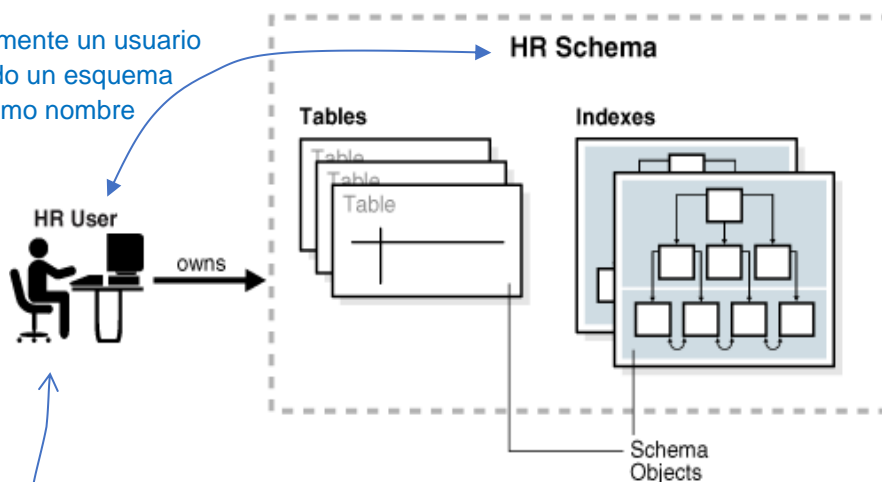 mente un usuario
do un esquema
mo nombre
HR Schema
Tables
Indexes
Table
Table
Table
HR User
owns
Schema
Objects